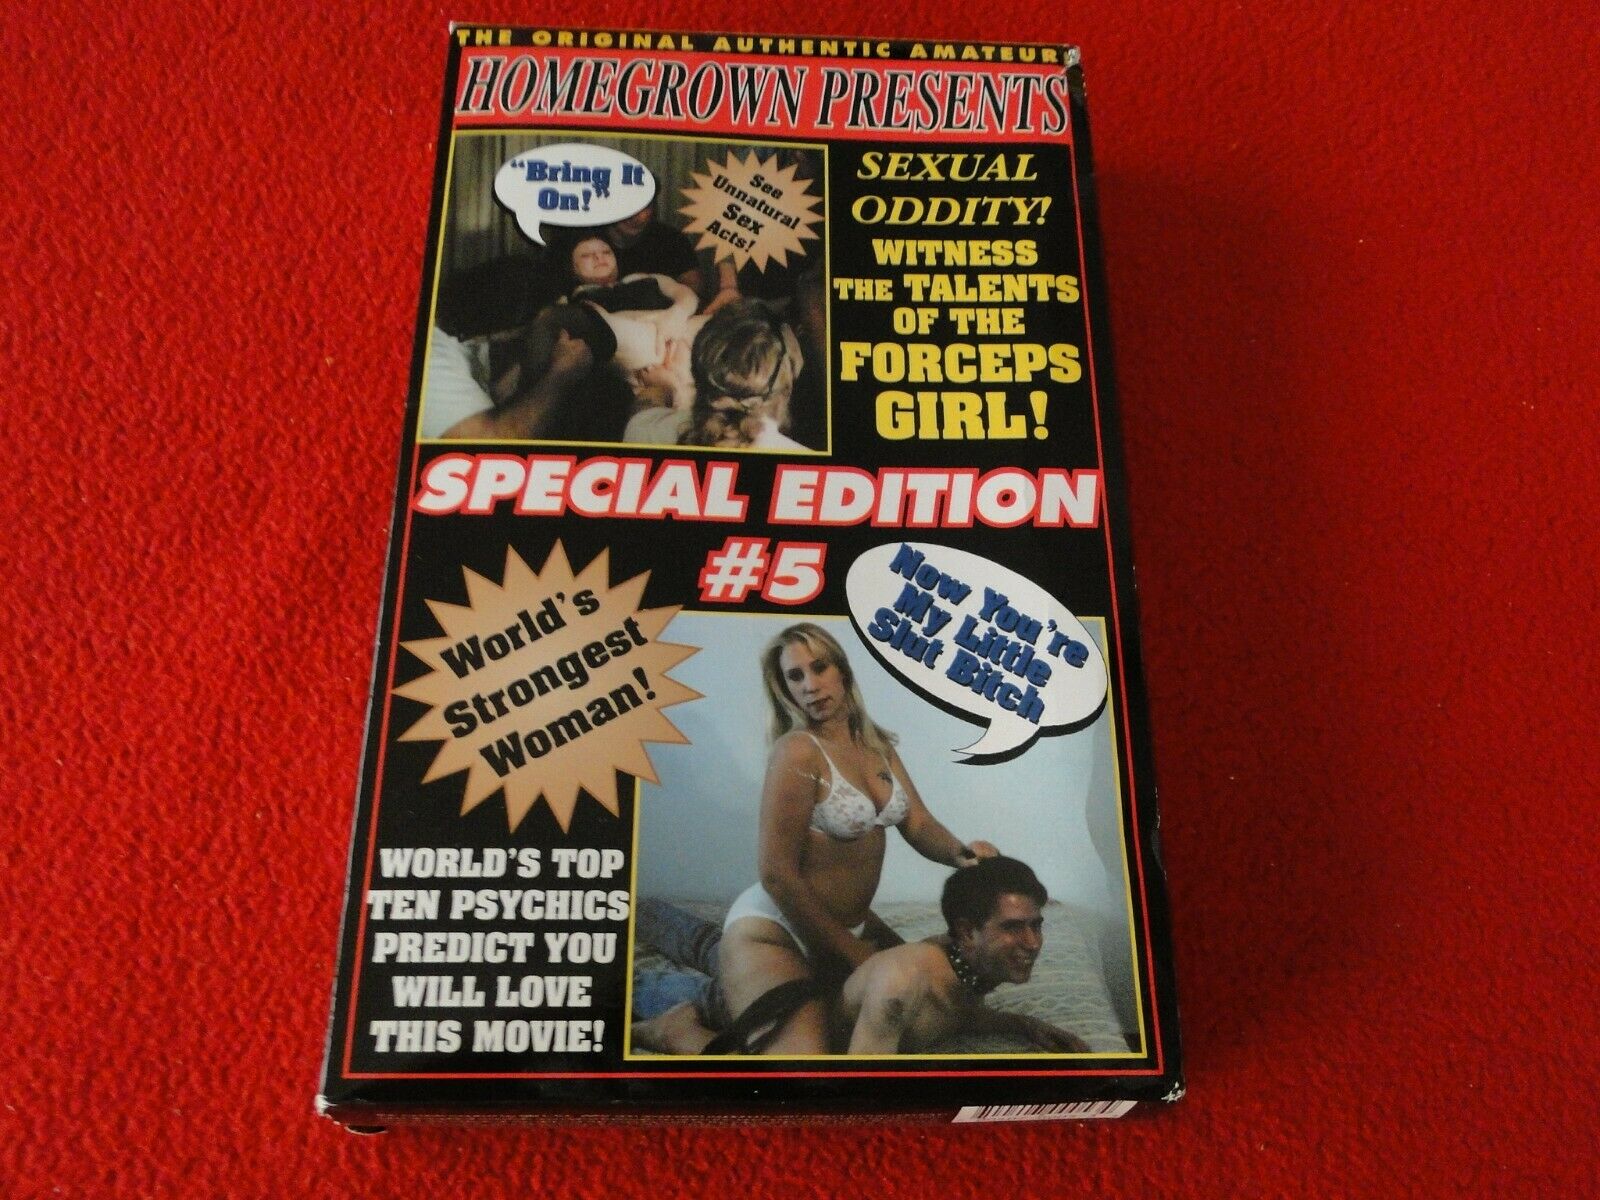 THE ORIGINAL AUTHENTIC AMATEUR
HOMEGROWN PRESENTS
"Bring It
On!"
See
Unnatural
Sex
Acts!
SEXUAL
ODDITY!
WITNESS
THE TALENTS
OF THE
FORCEPS
GIRL!
SPECIAL EDITION
#5
World's
Strongest
Woman!
Now You're
My Little
Slut Bitch
WORLD'S TOP
TEN PSYCHICS
PREDICT YOU
WILL LOVE
THIS MOVIE!